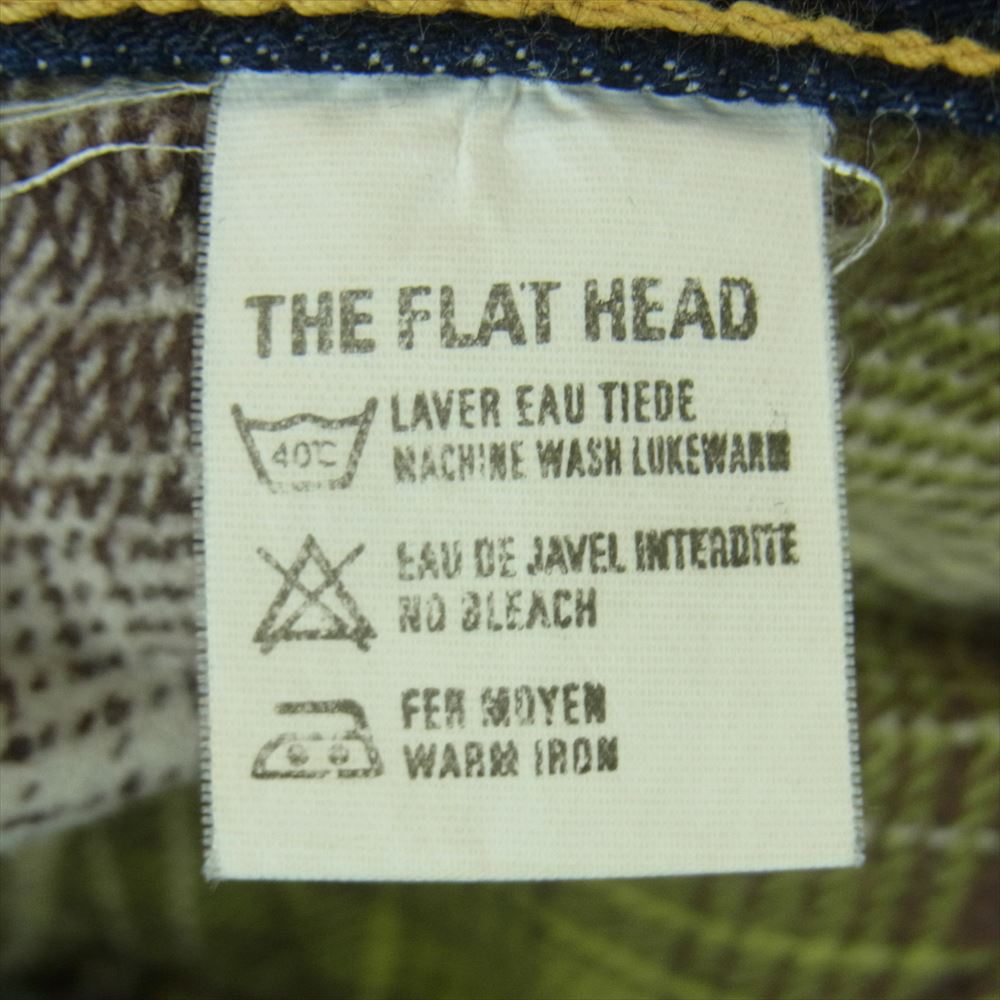 THE FLAT HEAD
40℃
LAVER EAU TIEDE
MACHINE WASH LUKEWARM
EAU DE JAVEL INTERDITE
NO BLEACH
FER MOYEN
WARM IRON